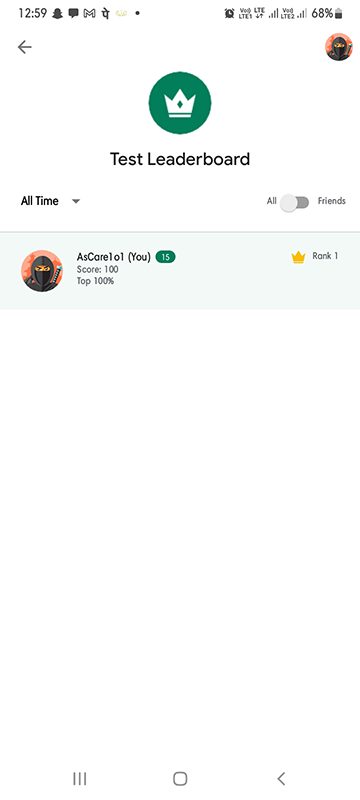 12:59
Vo)) LTE
LTE1
Vo))
LTE2
68%
Test Leaderboard
All Time
All
Friends
AsCare1o1 (You) 15
Rank 1
Score: 100
Top 100%